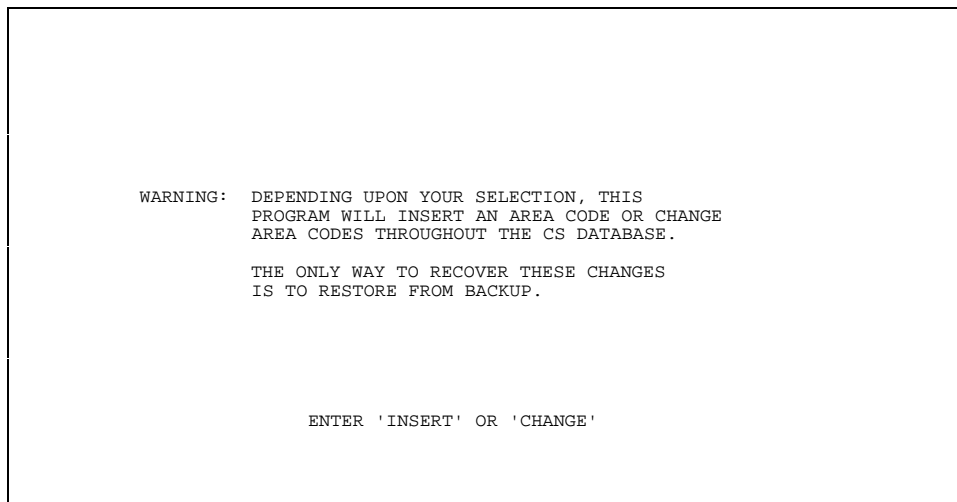 WARNING: DEPENDING UPON YOUR SELECTION, THIS
PROGRAM WILL INSERT AN AREA CODE OR CHANGE
AREA CODES THROUGHOUT THE CS DATABASE.
THE ONLY WAY TO RECOVER THESE CHANGES
IS TO RESTORE FROM BACKUP.
ENTER 'INSERT' OR 'CHANGE'